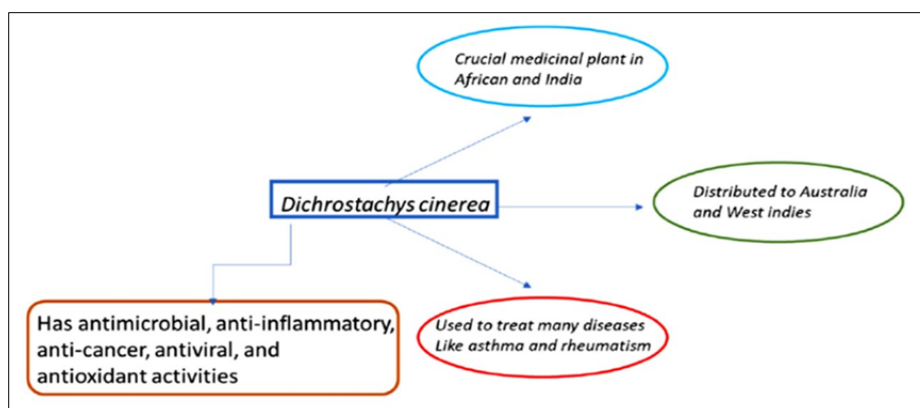 Crucial medicinal plant in
African and India
Dichrostachys cinerea
Distributed to Australia
and West indies
Has antimicrobial, anti-inflammatory,
anti-cancer, antiviral, and
antioxidant activities
Used to treat many diseases
Like asthma and rheumatism